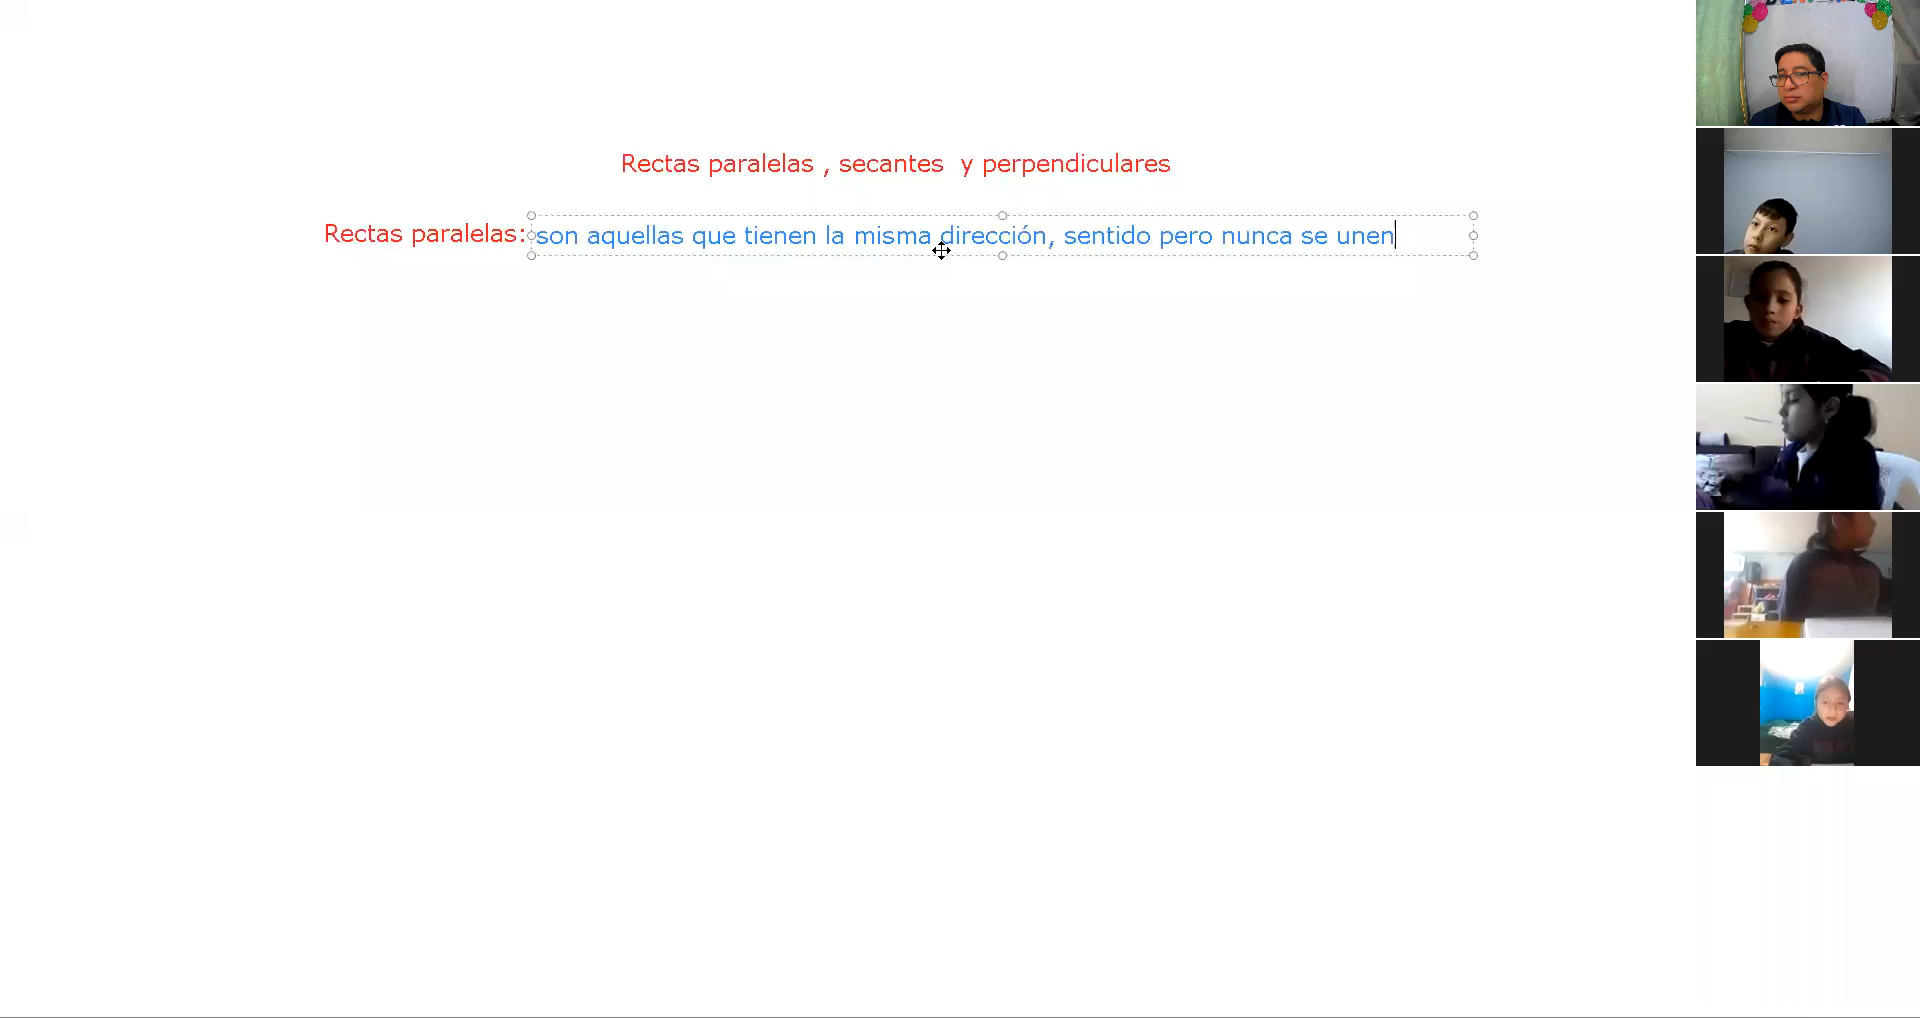 Rectas paralelas , secantes y perpendiculares
Rectas paralelas: son aquellas que tienen la misma dirección, sentido pero nunca se unen